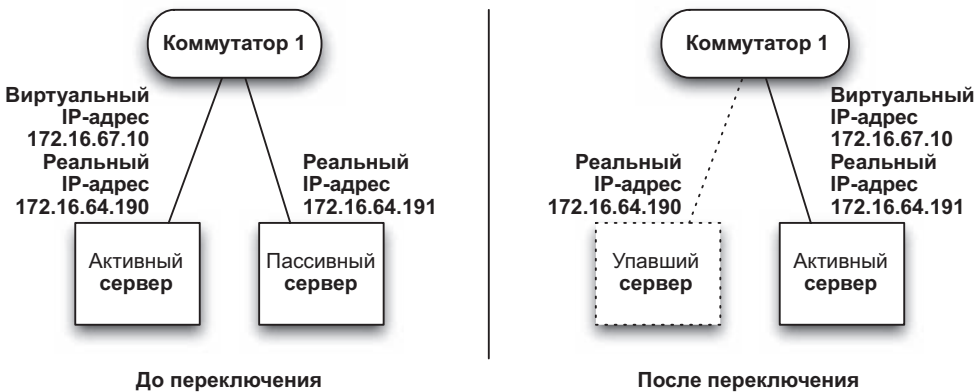 Коммутатор 1
Виртуальный
IP-адрес
172.16.67.10
Реальный
IP-адрес
172.16.64.190
Реальный
IP-адрес
172.16.64.191
Активный
сервер
Пассивный
сервер
До переключения
Коммутатор 1
Реальный
IP-адрес
172.16.64.190
Виртуальный
IP-адрес
172.16.67.10
Реальный
IP-адрес
172.16.64.191
Упавший
сервер
Активный
сервер
После переключения